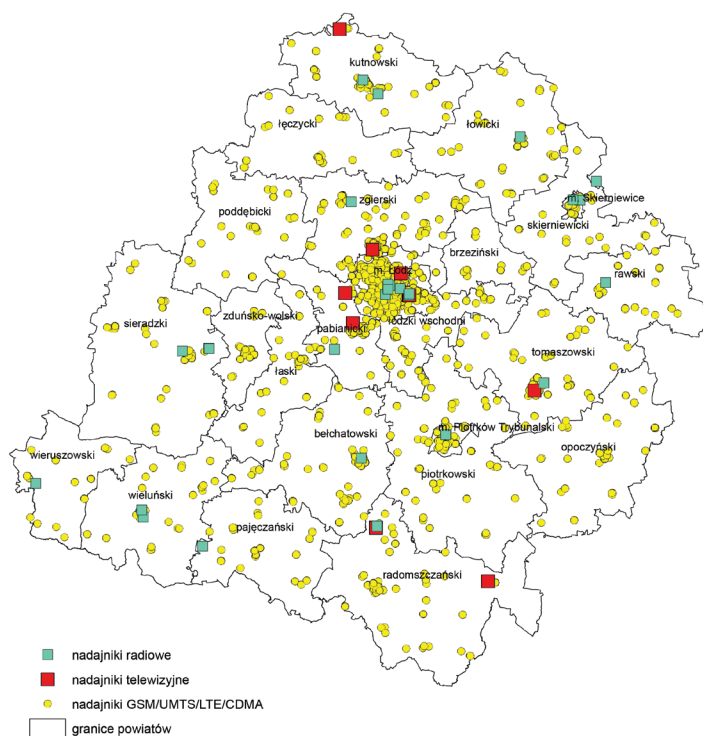 kutnowski
łęczycki
łowicki
m. Skierniewice
zgierski
poddębicki
skierniewicki
brzeziński
m. Łódź
rawski
zduńsko-wolski
sieradzki
pabianicki
łódzki wschodni
tomaszowski
łaski
bełchatowski
m. Piotrków Trybunalski
opoczyński
wieruszowski
piotrkowski
wieluński
pajęczański
radomszczański
nadajniki radiowe
nadajniki telewizyjne
nadajniki GSM/UMTS/LTE/CDMA
granice powiatów